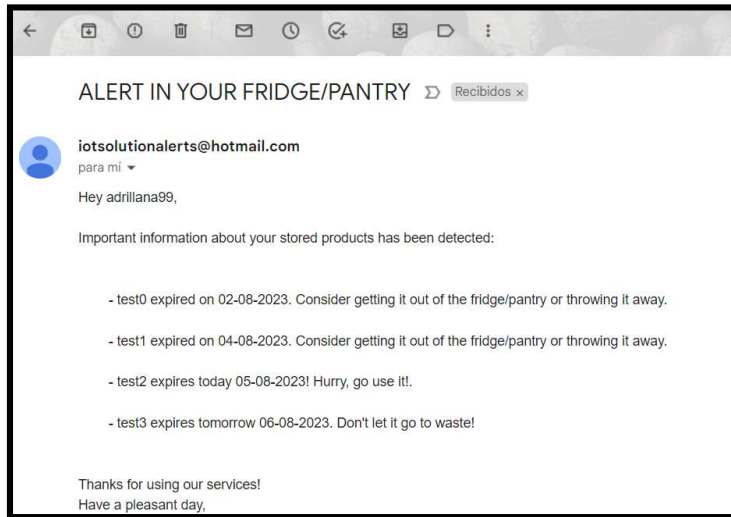 ALERT IN YOUR FRIDGE/PANTRY Recibidos ×
iotsolutionalerts@hotmail.com
para mí
Hey adrillana99,
Important information about your stored products has been detected:
- test0 expired on 02-08-2023. Consider getting it out of the fridge/pantry or throwing it away.
- test1 expired on 04-08-2023. Consider getting it out of the fridge/pantry or throwing it away.
- test2 expires today 05-08-2023! Hurry, go use it!.
- test3 expires tomorrow 06-08-2023. Don't let it go to waste!
Thanks for using our services!
Have a pleasant day,